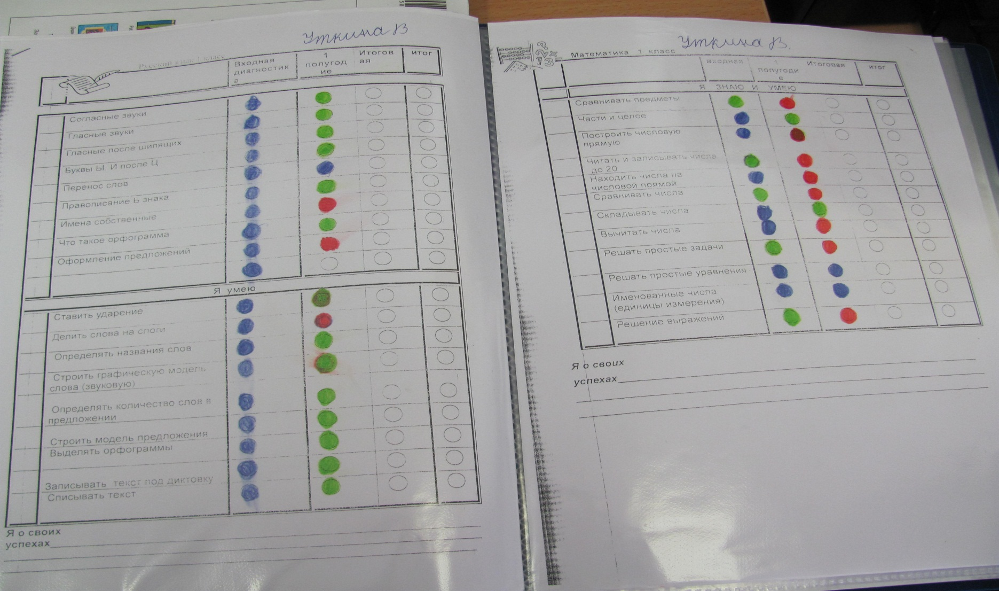 Уткина В
Русский язык 1 класс
Входная
диагностик
а
1
полугод
ие
Итогов
ая
итог
Согласные звуки
Гласные звуки
Гласные после шипящих
Буквы Ы, И после Ц
Перенос слов
Правописание Ь знака
Имена собственные
Что такое орфограмма
Оформление предложений
Я умею
Ставить ударение
Делить слова на слоги
Определять названия слов
Строить графическую модель
слова (звуковую)
Определять количество слов в
предложении
Строить модель предложения
Выделять орфограммы
Записывать текст под диктовку
Списывать текст
Я о своих
успехах
Уткина В.
Математика 1 класс
входная
1
полугоди
е
Итоговая
итог
Я ЗНАЮ И УМЕЮ
Сравнивать предметы
Части и целое
Построить числовую
прямую
Читать и записывать числа
до 20
Находить числа на
числовой прямой
Сравнивать числа
Складывать числа
Вычитать числа
Решать простые задачи
Решать простые уравнения
Именованные числа
(единицы измерения)
Решение выражений
Я о своих
успехах